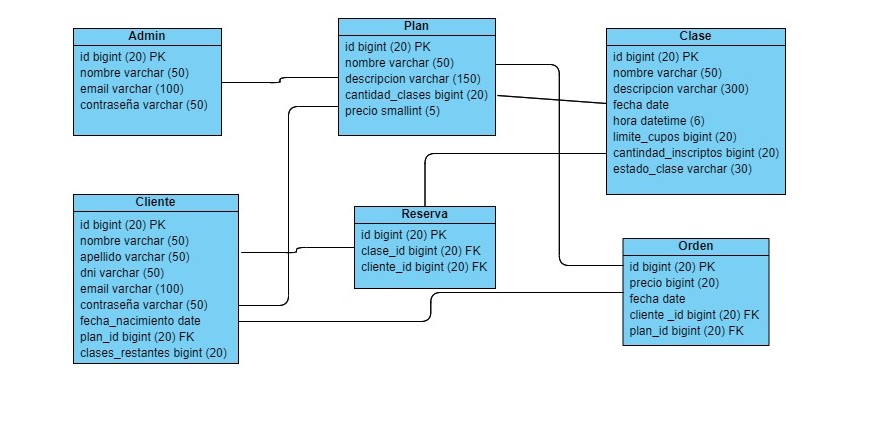 Admin
id bigint (20) PK
nombre varchar (50)
email varchar (100)
contraseña varchar (50)
Plan
id bigint (20) PK
nombre varchar (50)
descripcion varchar (150)
cantidad_clases bigint (20)
precio smallint (5)
Clase
id bigint (20) PK
nombre varchar (50)
descripcion varchar (300)
fecha date
hora datetime (6)
limite_cupos bigint (20)
cantindad_inscriptos bigint (20)
estado_clase varchar (30)
Cliente
id bigint (20) PK
nombre varchar (50)
apellido varchar (50)
dni varchar (50)
email varchar (100)
contraseña varchar (50)
fecha_nacimiento date
plan_id bigint (20) FK
clases_restantes bigint (20)
Reserva
id bigint (20) PK
clase_id bigint (20) FK
cliente_id bigint (20) FK
Orden
id bigint (20) PK
precio bigint (20)
fecha date
cliente _id bigint (20) FK
plan_id bigint (20) FK